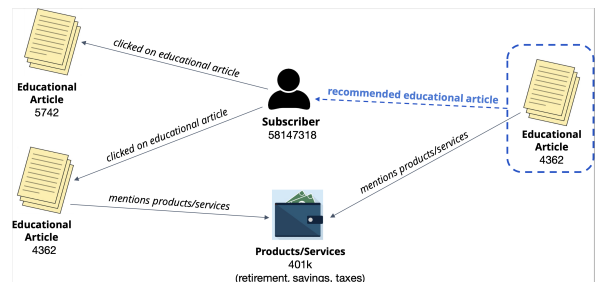 clicked on educational article
Educational
Article
5742
recommended educational article
Subscriber
58147318
clicked on educational article
Educational
Article
4362
mentions products/services
Educational
Article
4362
mentions products/services
Products/Services
401k
(retirement, savings, taxes)